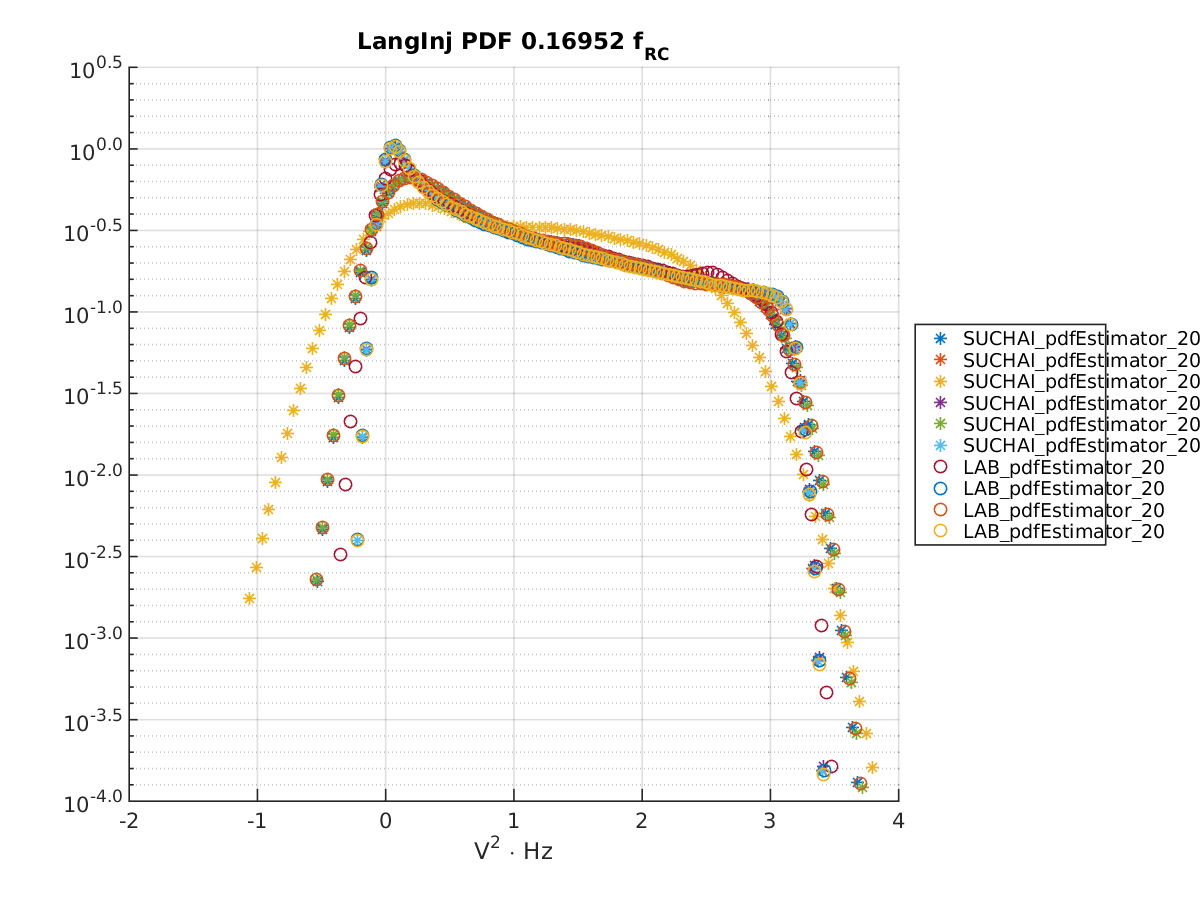 LangInj PDF 0.16952 f_RC
10^0.5
10^0.0
10^-0.5
10^-1.0
10^-1.5
10^-2.0
10^-2.5
10^-3.0
10^-3.5
10^-4.0
-2 -1 0 1 2 3 4
V^2 · Hz
SUCHAI_pdfEstimator_20
SUCHAI_pdfEstimator_20
SUCHAI_pdfEstimator_20
SUCHAI_pdfEstimator_20
SUCHAI_pdfEstimator_20
SUCHAI_pdfEstimator_20
LAB_pdfEstimator_20
LAB_pdfEstimator_20
LAB_pdfEstimator_20
LAB_pdfEstimator_20